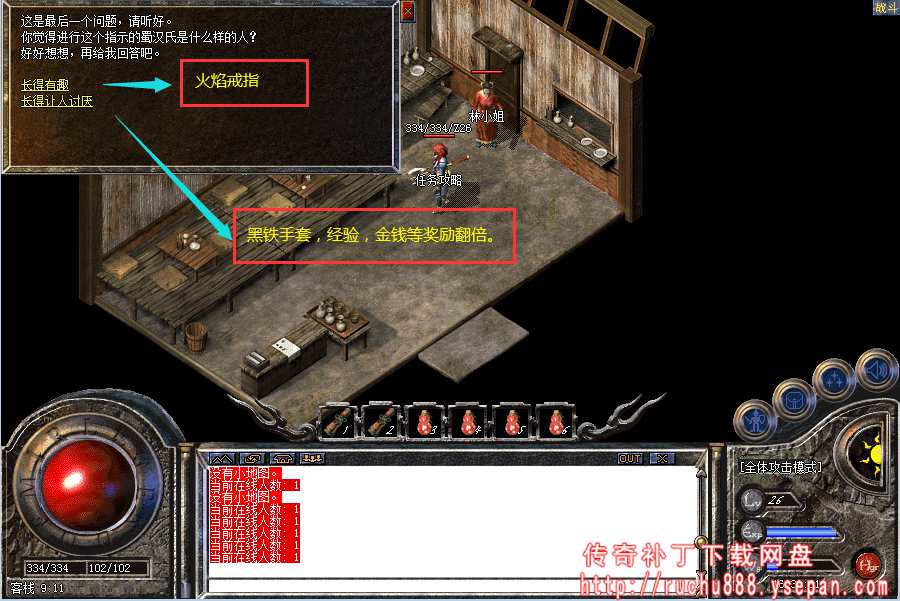 战斗
这是最后一个问题，请听好。
你觉得进行这个指示的蜀汉氏是什么样的人？
好好想想，再给我回答吧。
长得有趣
长得让人讨厌
火焰戒指
林小姐
334/334/Z26
任务攻略
黑铁手套，经验，金钱等奖励翻倍。
1
2
3
4
5
6
OUT
没有小地图。
当前在线人数：1
没有小地图。
当前在线人数：1
当前在线人数：1
当前在线人数：1
当前在线人数：1
当前在线人数：1
[全体攻击模式]
26
334/334
102/102
客栈 9:11
传奇补丁下载网盘
http://ruchu888.ysepan.com